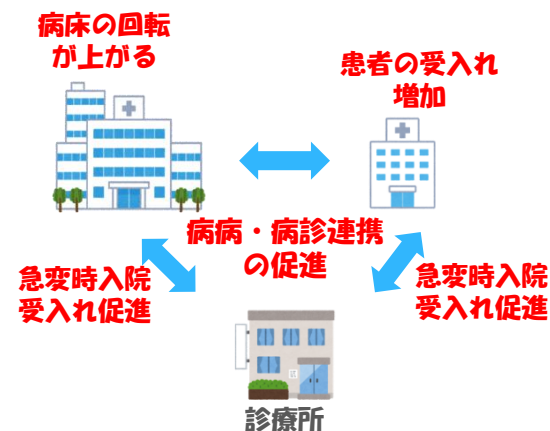 病床の回転
が上がる
患者の受入れ
増加
病病・病診連携
の促進
急変時入院
受入れ促進
急変時入院
受入れ促進
診療所